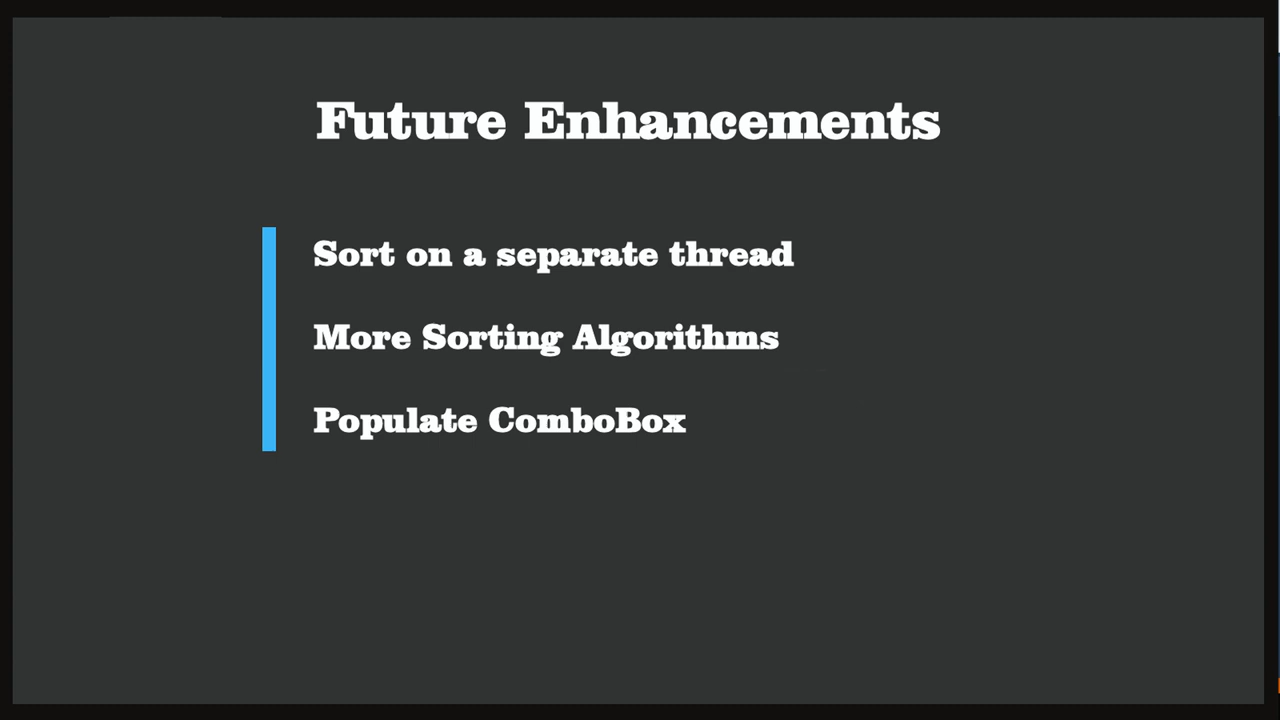 Future Enhancements
Sort on a separate thread
More Sorting Algorithms
Populate ComboBox